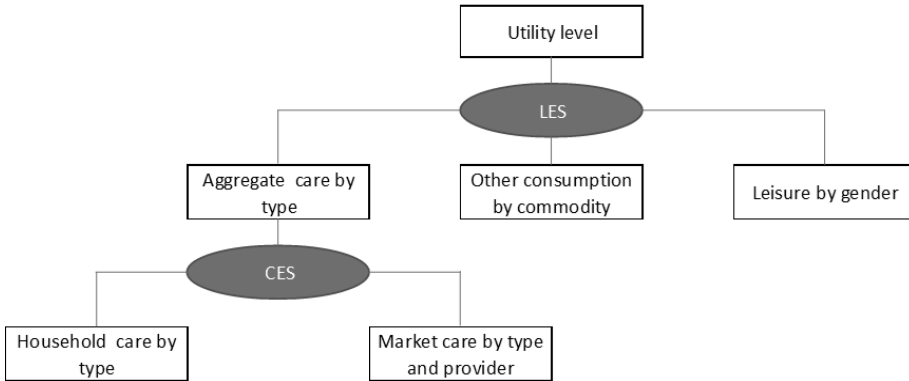 Utility level
LES
Aggregate care by
type
Other consumption
by commodity
Leisure by gender
CES
Household care by
type
Market care by type
and provider